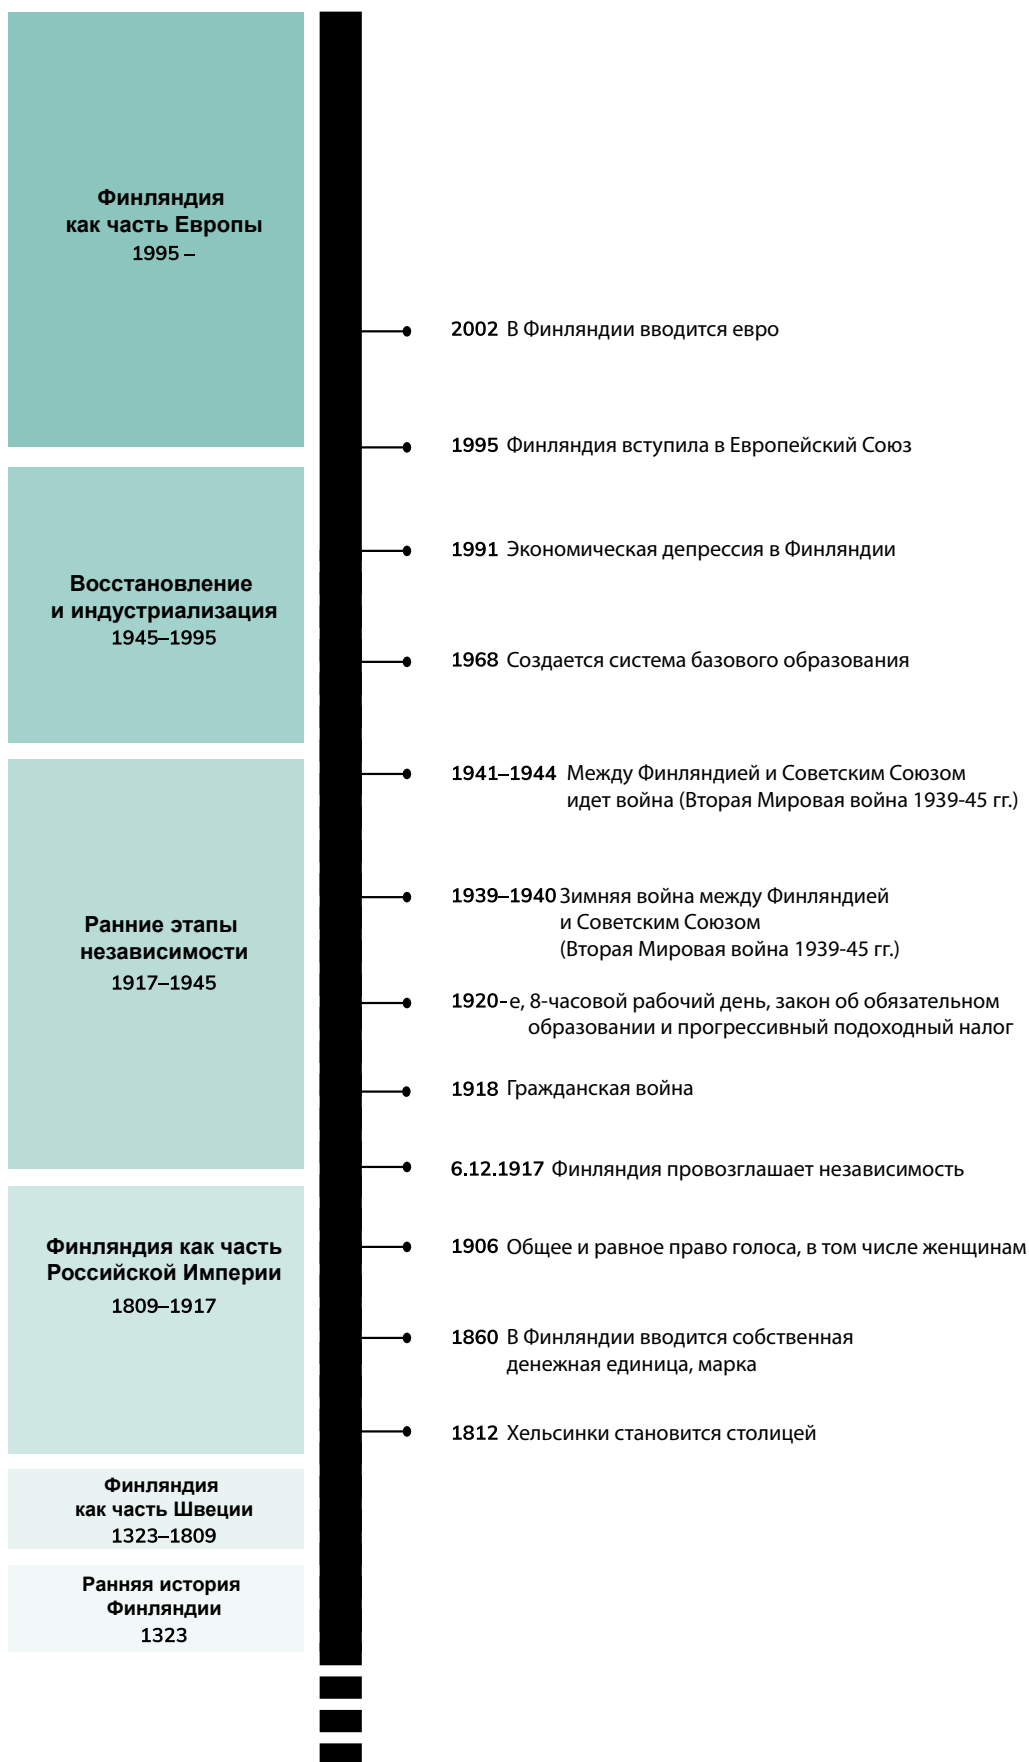 Финляндия
как часть Европы
1995 –
2002 В Финляндии вводится евро
1995 Финляндия вступила в Европейский Союз
Восстановление
и индустриализация
1945–1995
1991 Экономическая депрессия в Финляндии
1968 Создается система базового образования
Ранние этапы
независимости
1917–1945
1941–1944 Между Финляндией и Советским Союзом
идет война (Вторая Мировая война 1939-45 гг.)
1939–1940 Зимняя война между Финляндией
и Советским Союзом
(Вторая Мировая война 1939-45 гг.)
1920-е, 8-часовой рабочий день, закон об обязательном
образовании и прогрессивный подоходный налог
1918 Гражданская война
6.12.1917 Финляндия провозглашает независимость
Финляндия как часть
Российской Империи
1809–1917
1906 Общее и равное право голоса, в том числе женщинам
1860 В Финляндии вводится собственная
денежная единица, марка
1812 Хельсинки становится столицей
Финляндия
как часть Швеции
1323–1809
Ранняя история
Финляндии
1323